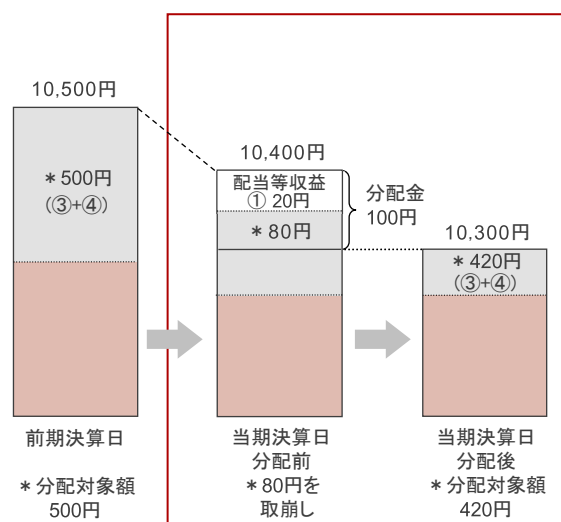 10,500円
＊500円
(③+④)
前期決算日
＊分配対象額
500円
10,400円
配当等収益
① 20円
＊80円
分配金
100円
当期決算日
分配前
＊80円を
取崩し
10,300円
＊420円
(③+④)
当期決算日
分配後
＊分配対象額
420円